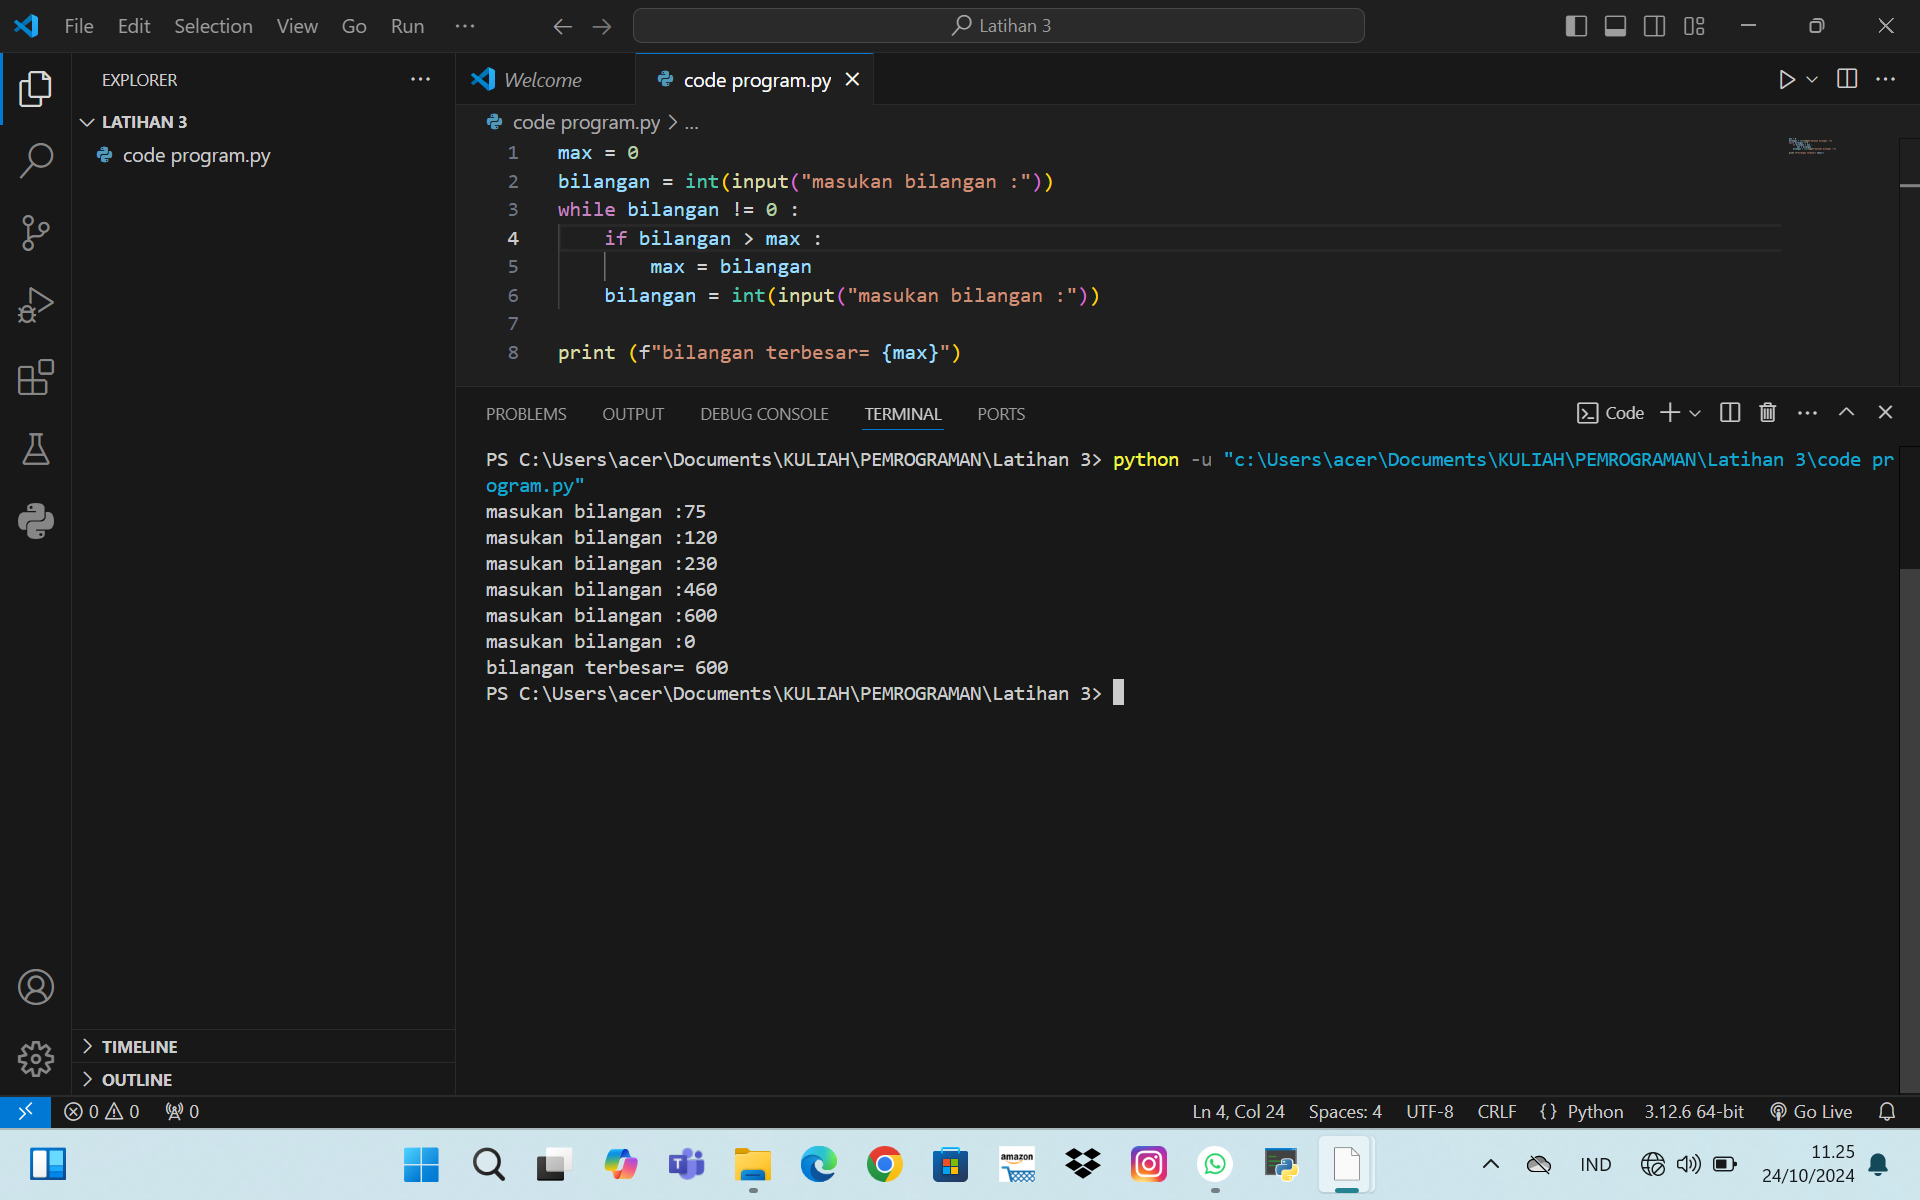 File Edit Selection View Go Run ...
Latihan 3
EXPLORER
Welcome
code program.py
LATIHAN 3
code program.py
code program.py > ...
1 max = 0
2 bilangan = int(input("masukan bilangan :"))
3 while bilangan != 0 :
4 if bilangan > max :
5 max = bilangan
6 bilangan = int(input("masukan bilangan :"))
7
8 print (f"bilangan terbesar= {max}")
PROBLEMS OUTPUT DEBUG CONSOLE TERMINAL PORTS
Code
PS C:\Users\acer\Documents\KULIAH\PEMROGRAMAN\Latihan 3> python -u "c:\Users\acer\Documents\KULIAH\PEMROGRAMAN\Latihan 3\code pr
ogram.py"
masukan bilangan :75
masukan bilangan :120
masukan bilangan :230
masukan bilangan :460
masukan bilangan :600
masukan bilangan :0
bilangan terbesar= 600
PS C:\Users\acer\Documents\KULIAH\PEMROGRAMAN\Latihan 3>
TIMELINE
OUTLINE
0 0 0
Ln 4, Col 24 Spaces: 4 UTF-8 CRLF {} Python 3.12.6 64-bit Go Live
amazon
IND
11.25
24/10/2024